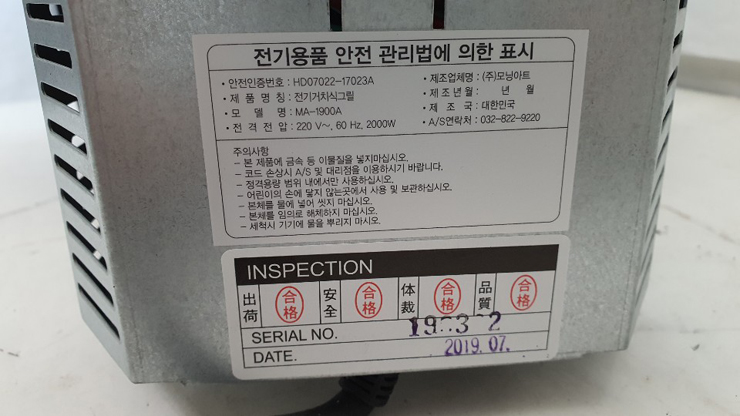 전기용품 안전 관리법에 의한 표시
· 안전인증번호 : HD07022-17023A
· 제 품 명 칭 : 전기거치식그릴
· 모 델 명 : MA-1900A
· 전 격 전 압 : 220 V~, 60 Hz, 2000W
· 제조업체명 : (주)모닝아트
· 제 조 년 월 : 년 월
· 제 조 국 : 대한민국
· A/S연락처 : 032-822-9220
주의사항
- 본 제품에 금속 등 이물질을 넣지마십시오.
- 코드 손상시 A/S 및 대리점을 이용하시기 바랍니다.
- 정격용량 범위 내에서만 사용하십시오.
- 어린이의 손에 닿지 않는곳에서 사용 및 보관하십시오.
- 본체를 물에 넣어 씻지 마십시오.
- 본체를 임의로 해체하지 마십시오.
- 세척시 기기에 물을 뿌리지 마시오.
INSPECTION
出荷 合格 安全 合格 体裁 合格 品質 合格
SERIAL NO.
DATE. 2019.07.